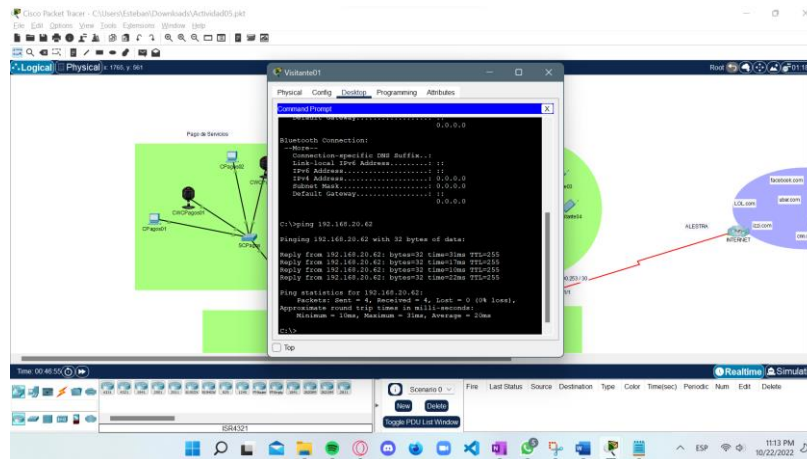 Cisco Packet Tracer - C:\Users\Esteban\Downloads\Actividad05.pkt
File Edit Options View Tools Extensions Window Help
Logical Physical x: 1765, y: 561
Root
Visitante01
Physical Config Desktop Programming Attributes
Command Prompt X
Default Gateway.................: ::
0.0.0.0
Bluetooth Connection:
--More--
Connection-specific DNS Suffix..:
Link-local IPv6 Address.........: ::
IPv6 Address....................: ::
IPv4 Address....................: 0.0.0.0
Subnet Mask.....................: 0.0.0.0
Default Gateway.................: ::
0.0.0.0
C:\>ping 192.168.20.62
Pinging 192.168.20.62 with 32 bytes of data:
Reply from 192.168.20.62: bytes=32 time=31ms TTL=255
Reply from 192.168.20.62: bytes=32 time=17ms TTL=255
Reply from 192.168.20.62: bytes=32 time=10ms TTL=255
Reply from 192.168.20.62: bytes=32 time=22ms TTL=255
Ping statistics for 192.168.20.62:
Packets: Sent = 4, Received = 4, Lost = 0 (0% loss),
Approximate round trip times in milli-seconds:
Minimum = 10ms, Maximum = 31ms, Average = 20ms
C:\>
Top
Pago de Servicios
CPagos02
CPagos01
SCPagos
facebook.com
LOL.com
uber.com
ALESTRA
INTERNET
Time: 00:46:55
Realtime
ISR4321
Scenario 0
New Delete
Toggle PDU List Window
Fire Last Status Source Destination Type Color Time(sec) Periodic Num Edit Delete
ESP
11:13 PM
10/22/2022